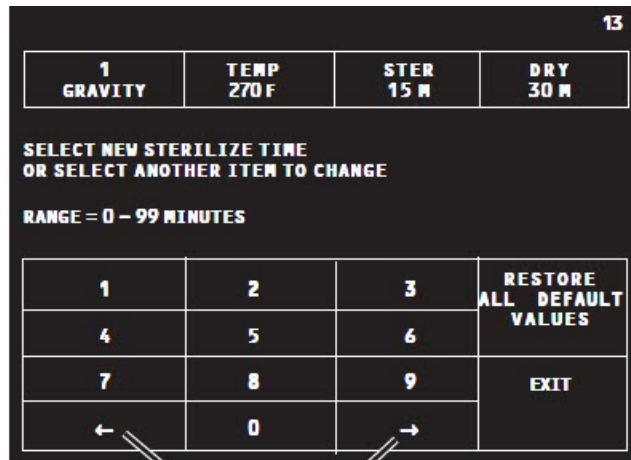 13
1 TEMP STER DRY
GRAVITY 270 F 15 M 30 M
SELECT NEW STERILIZE TIME
OR SELECT ANOTHER ITEM TO CHANGE
RANGE = 0 – 99 MINUTES
1 2 3 RESTORE
ALL DEFAULT
VALUES
4 5 6
7 8 9 EXIT
← 0 →